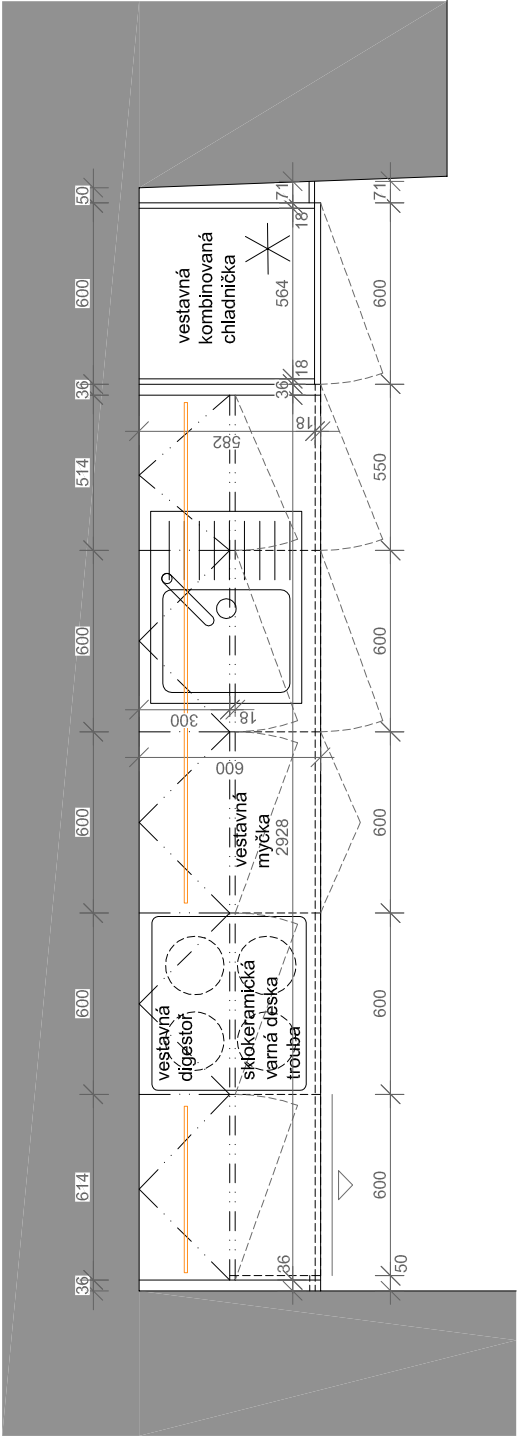 50
600
36
514
600
600
600
614
36
71
18
564
18
36
2928
36
71
600
550
600
600
600
600
50
582
18
300
18
600
vestavná
kombinovaná
chladnička
vestavná
myčka
vestavná
digestoř
sklokeramická
varná deska
trouba